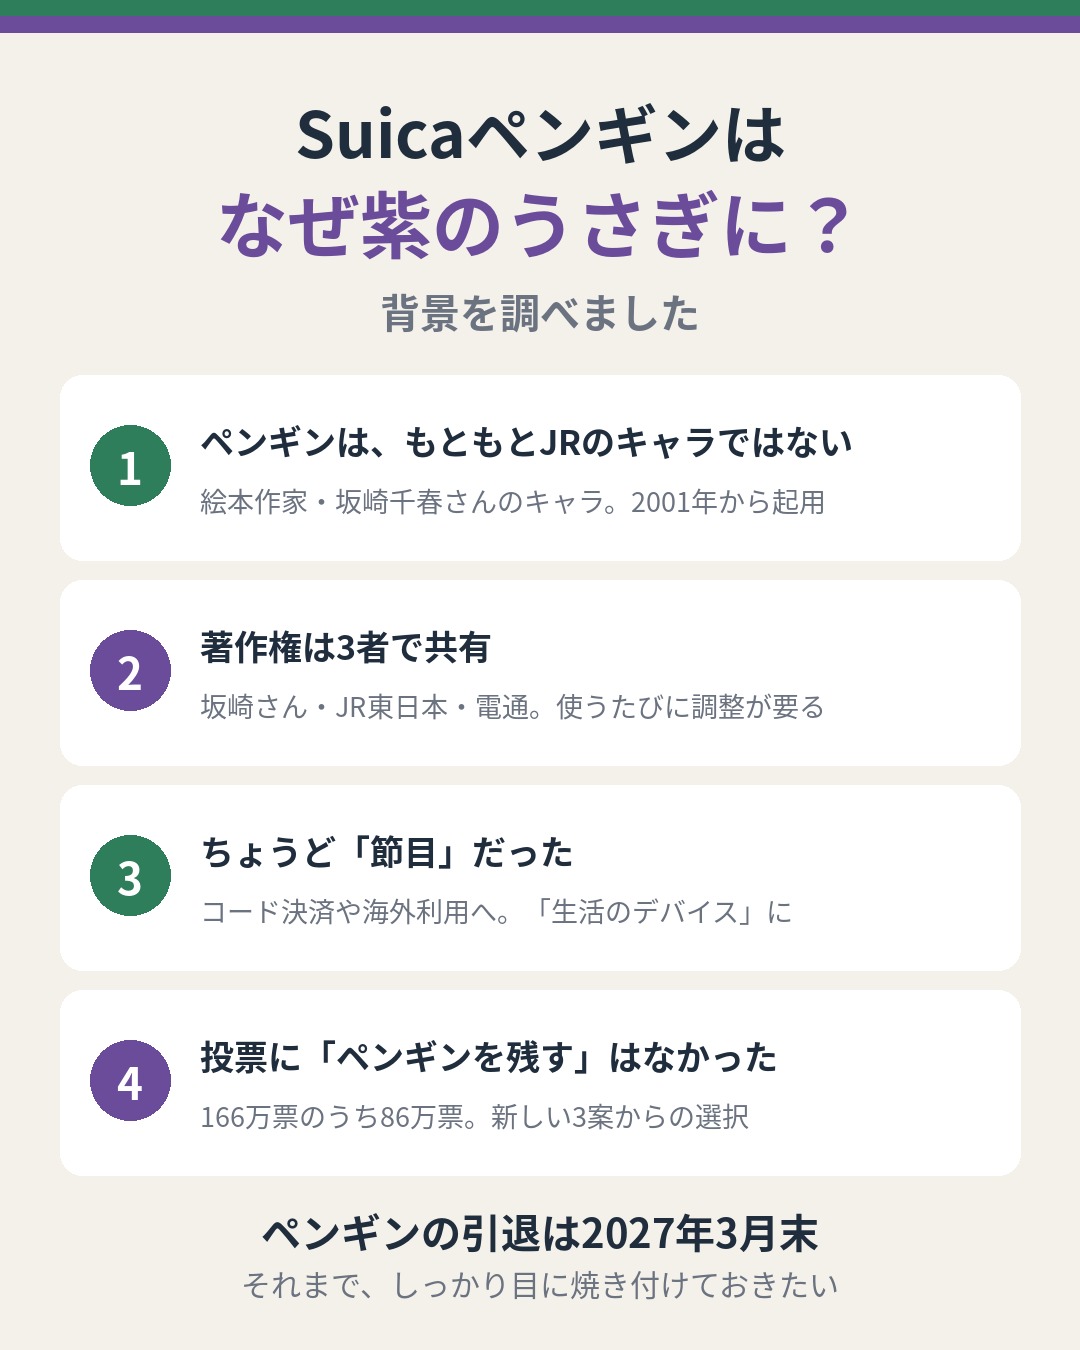 Suicaペンギンは
なぜ紫のうさぎに？
背景を調べました
1
ペンギンは、もともとJRのキャラではない
絵本作家・坂崎千春さんのキャラ。2001年から起用
2
著作権は3者で共有
坂崎さん・JR東日本・電通。使うたびに調整が要る
3
ちょうど「節目」だった
コード決済や海外利用へ。「生活のデバイス」に
4
投票に「ペンギンを残す」はなかった
166万票のうち86万票。新しい3案からの選択
ペンギンの引退は2027年3月末
それまで、しっかり目に焼き付けておきたい